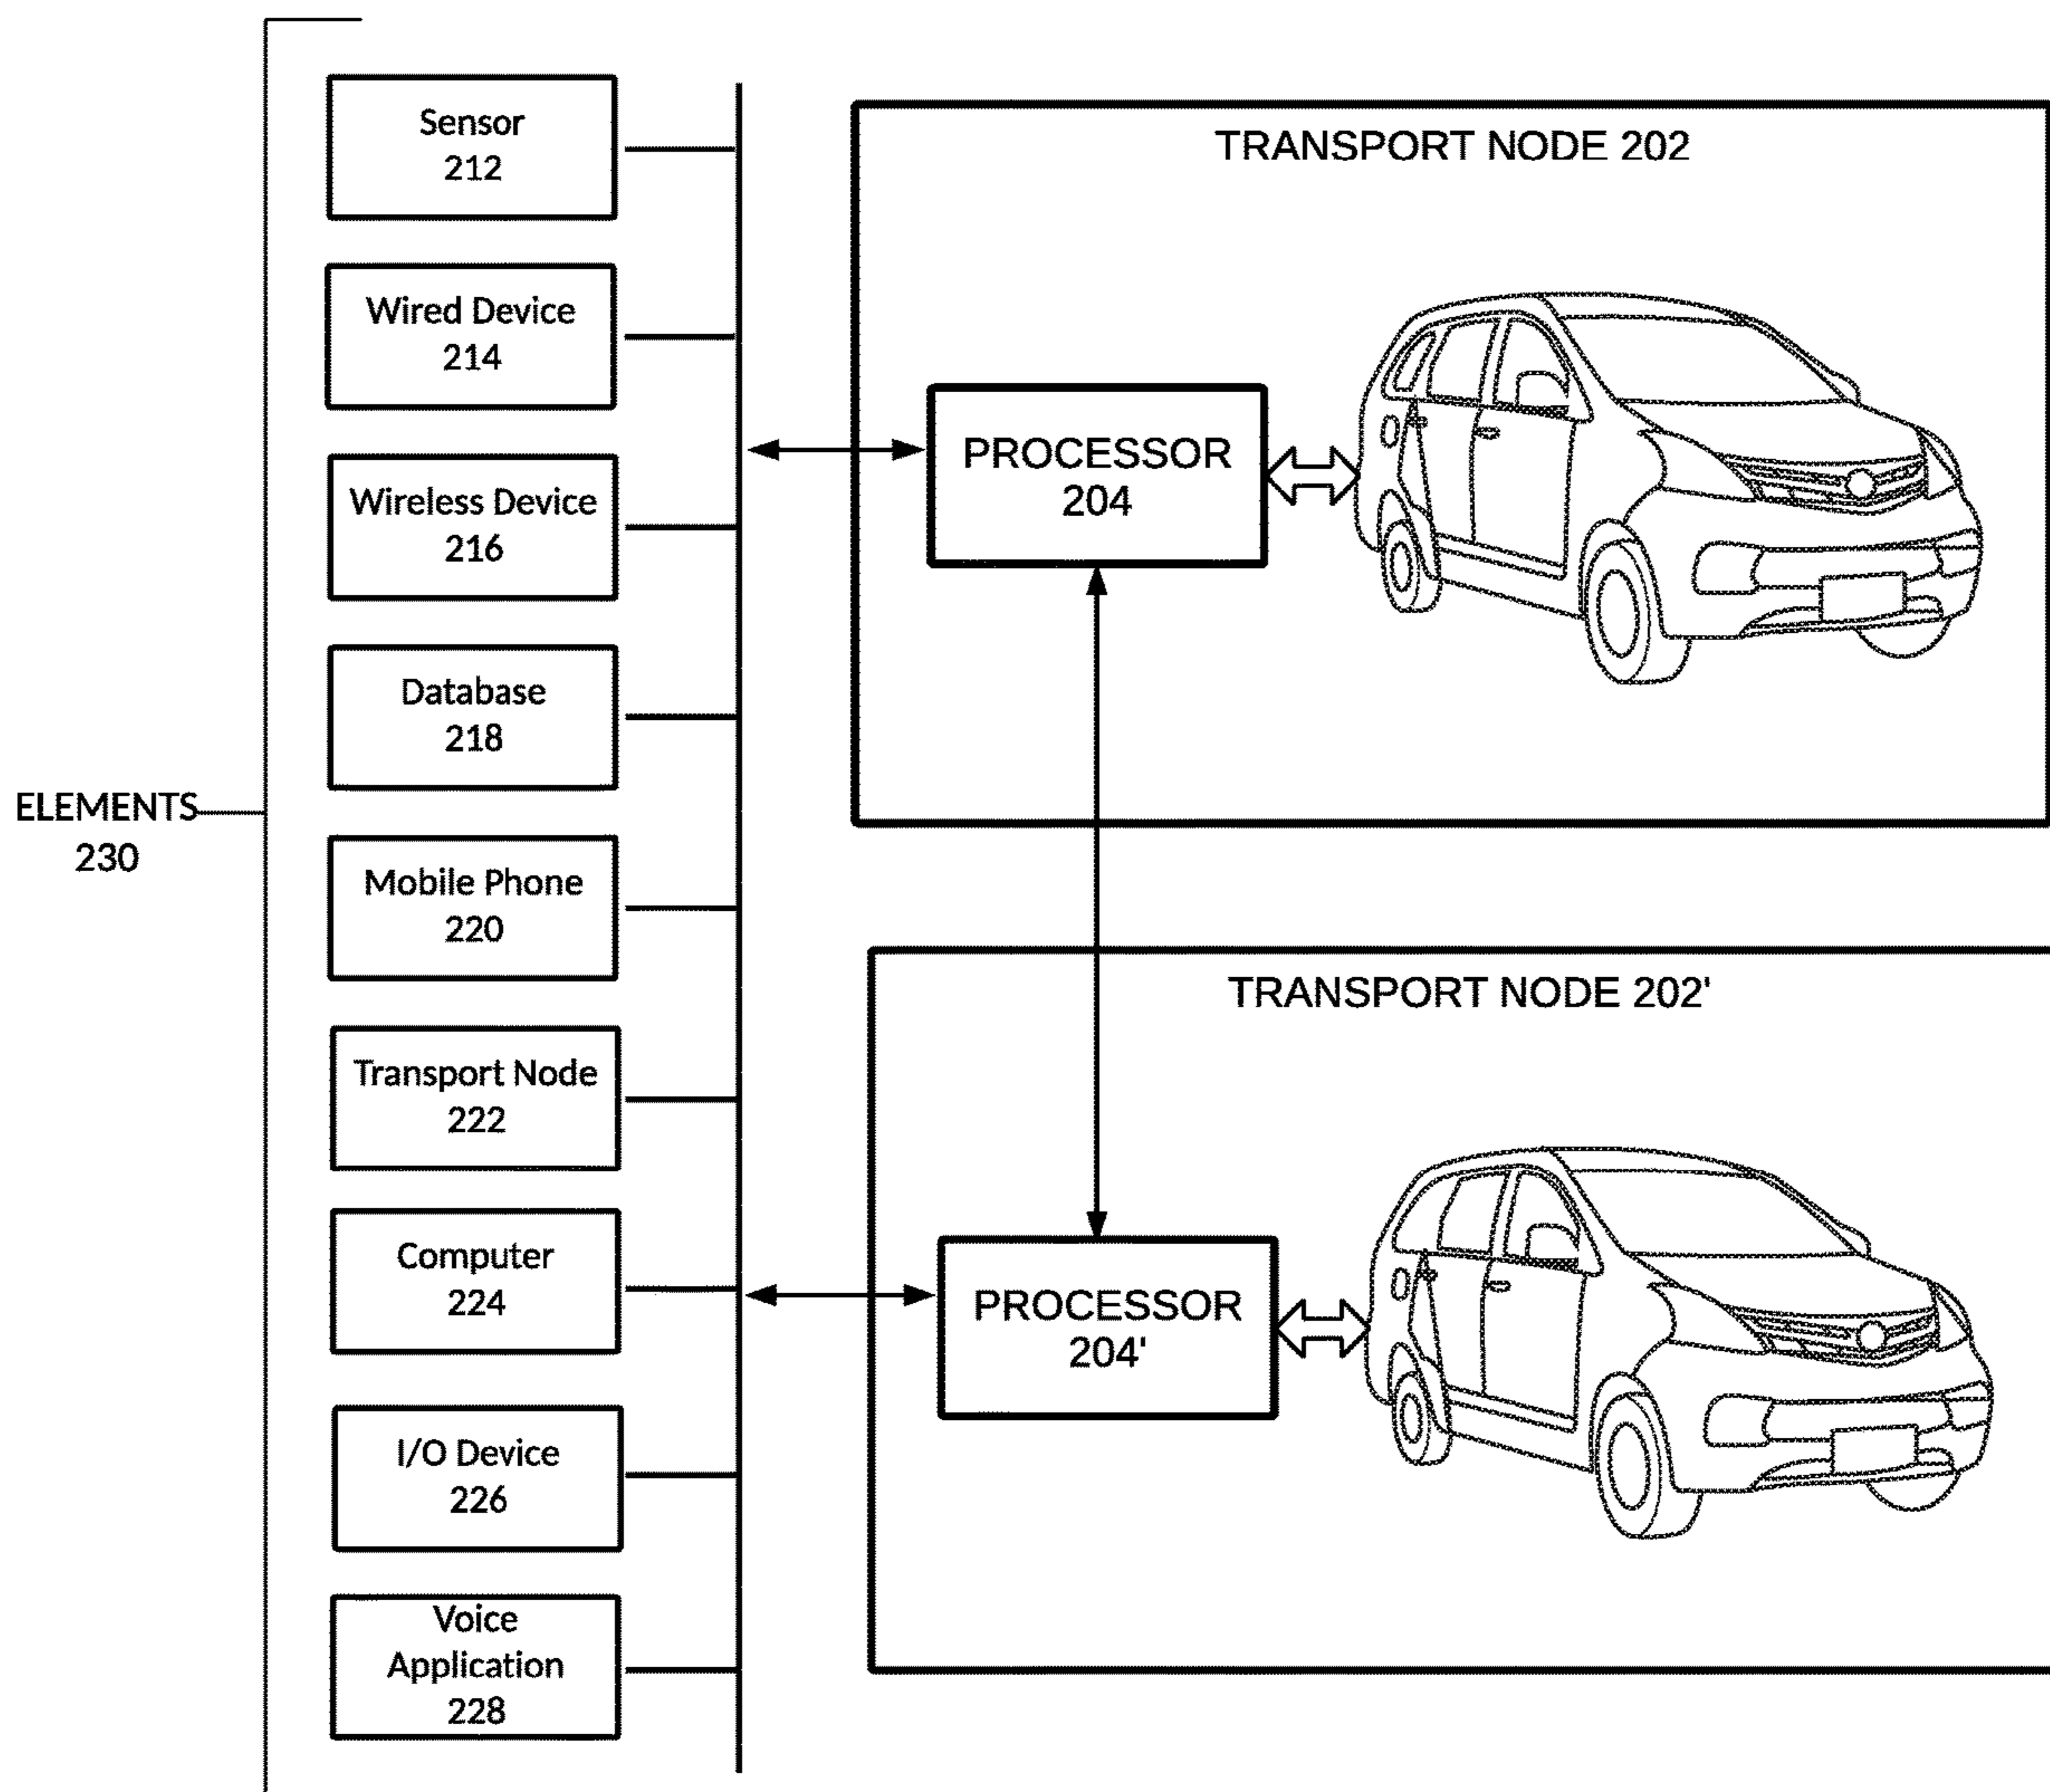 Sensor
212
Wired Device
214
Wireless Device
216
Database
218
ELEMENTS
230
Mobile Phone
220
Transport Node
222
Computer
224
I/O Device
226
Voice
Application
228
TRANSPORT NODE 202
PROCESSOR
204
TRANSPORT NODE 202'
PROCESSOR
204'